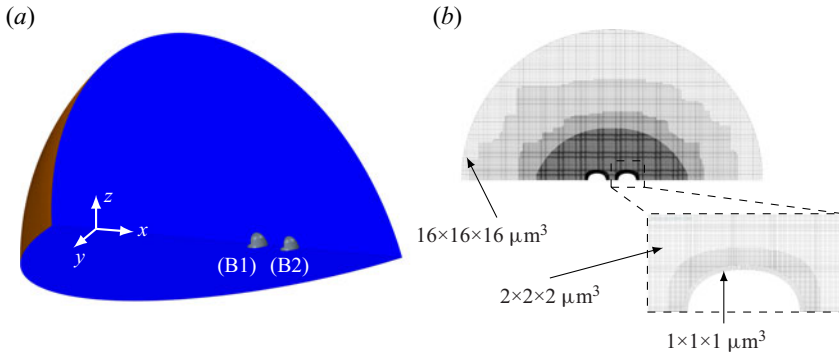 (a)
z
x
y
(B1) (B2)
(b)
16×16×16 μm³
2×2×2 μm³
1×1×1 μm³